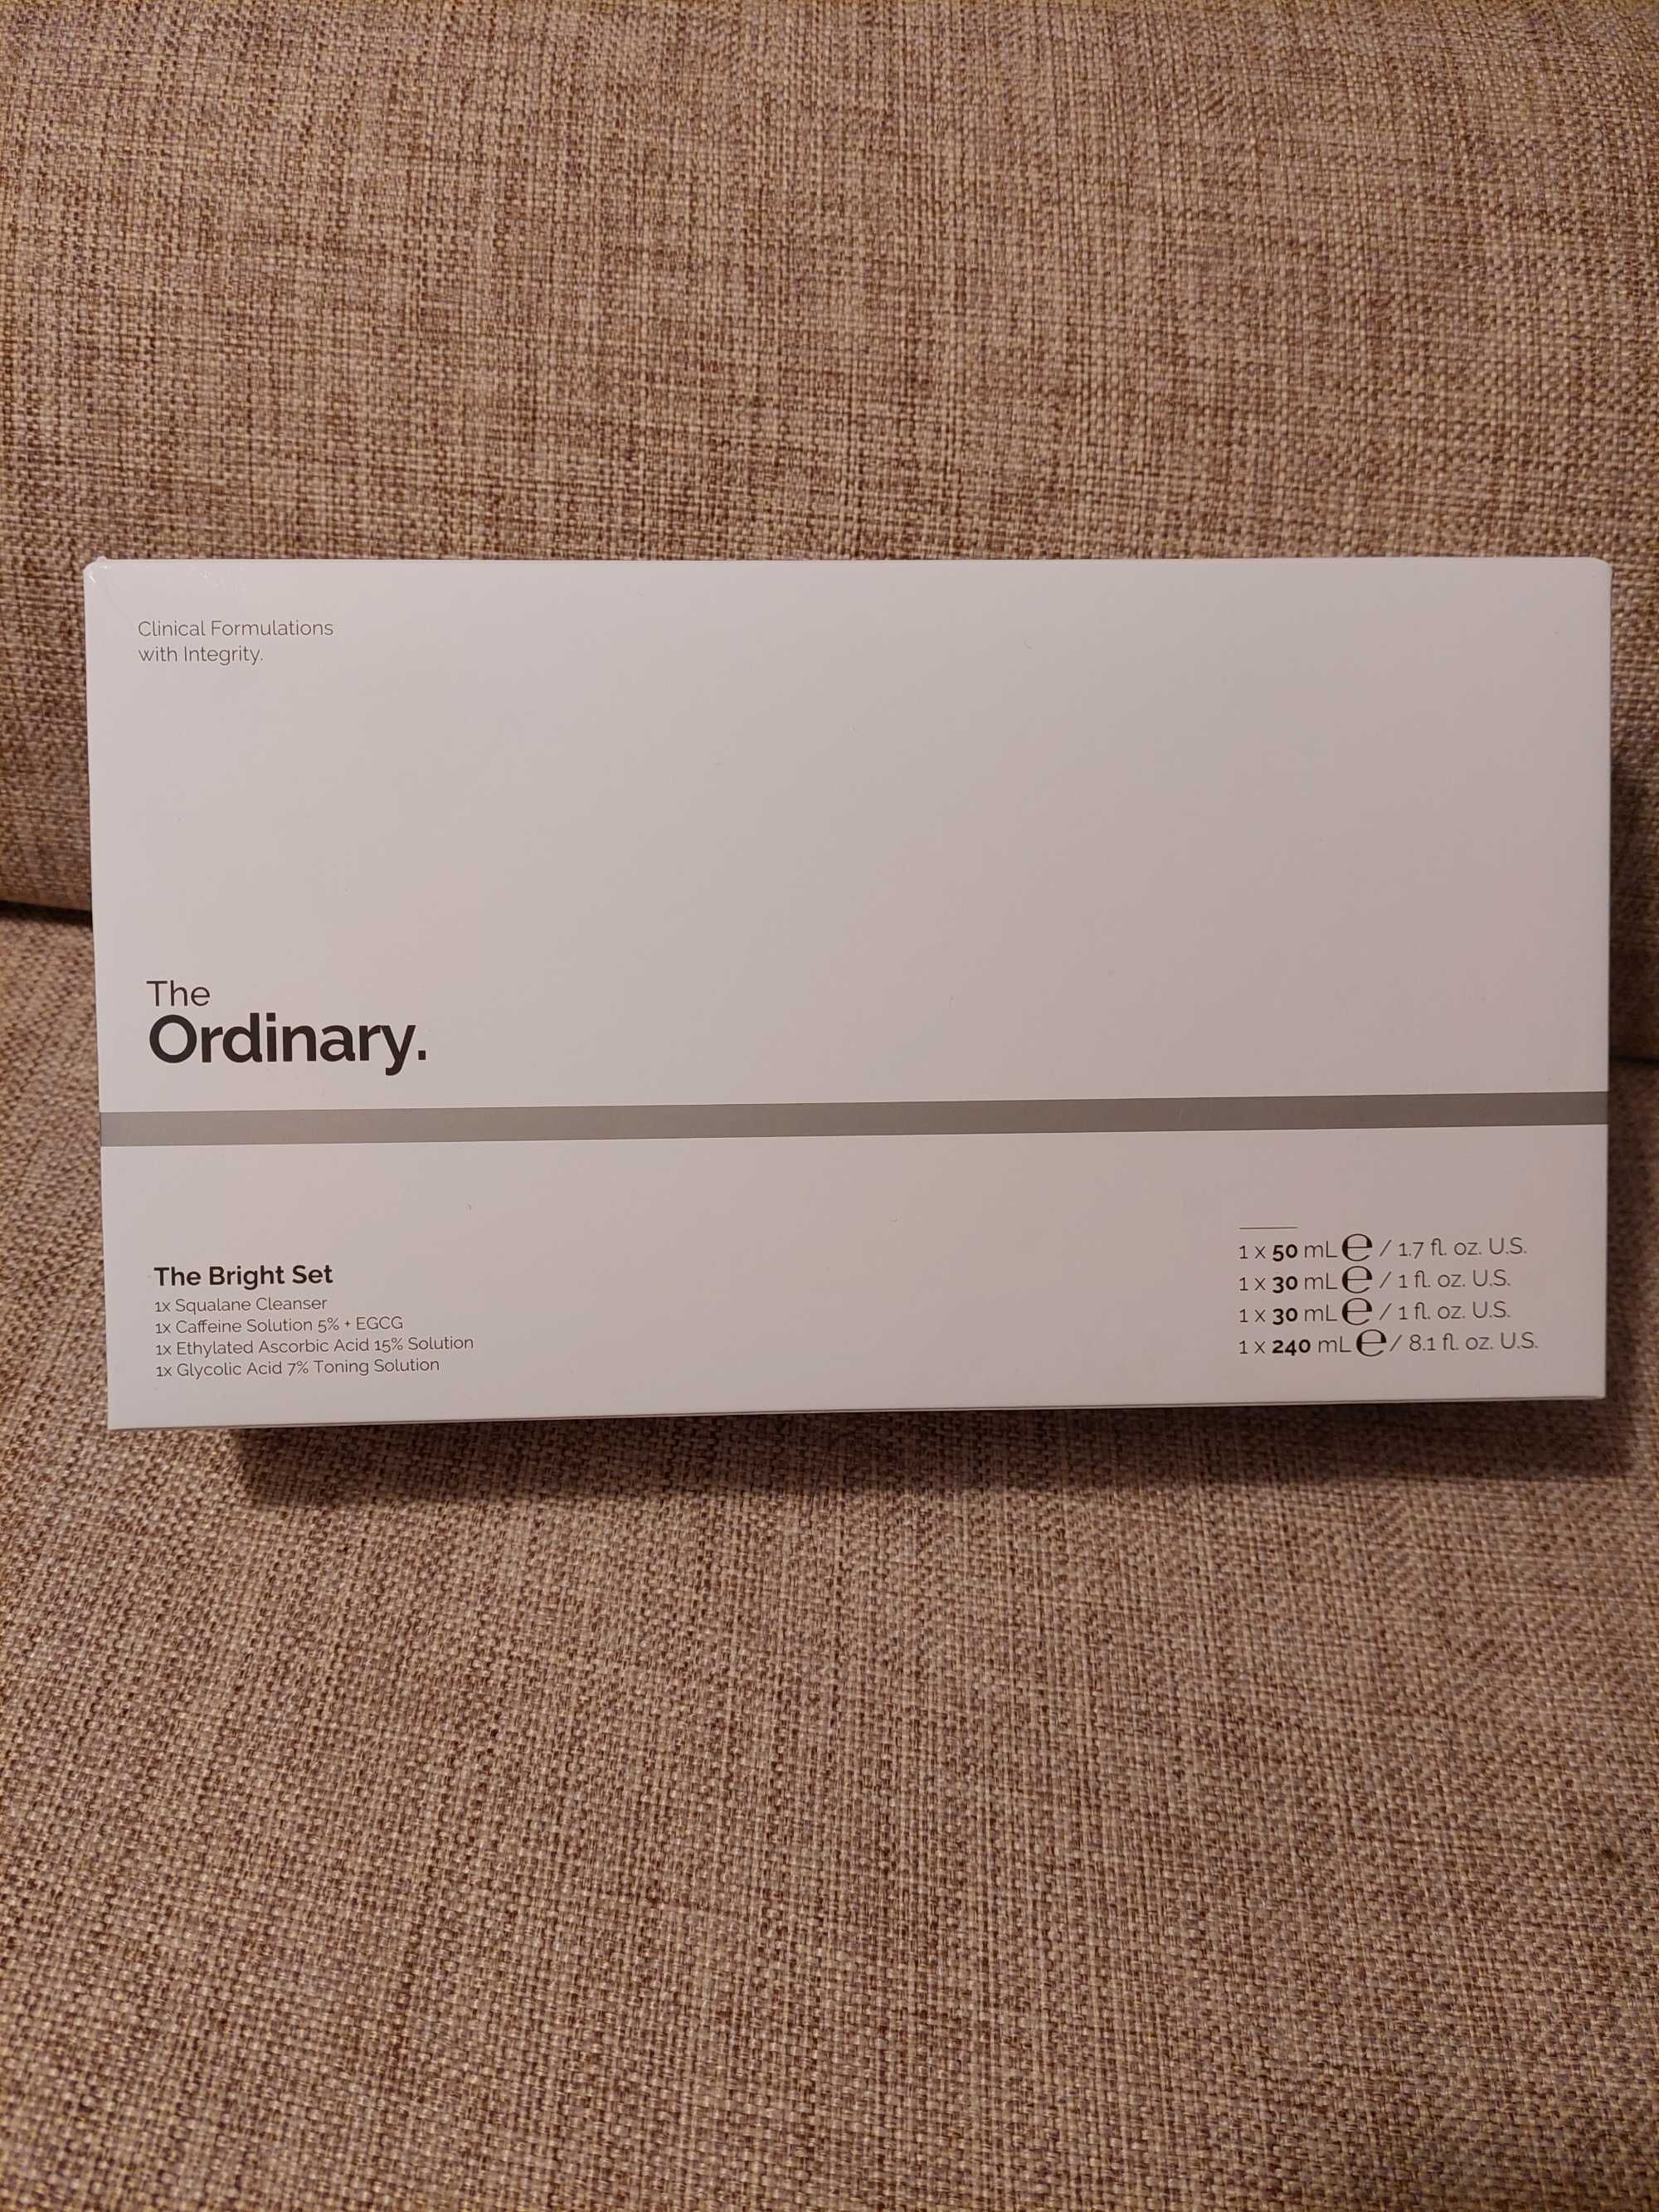 Clinical Formulations
with Integrity.
The
Ordinary.
The Bright Set
1x Squalane Cleanser
1x Caffeine Solution 5% + EGCG
1x Ethylated Ascorbic Acid 15% Solution
1x Glycolic Acid 7% Toning Solution
1 x 50 mL ℮ / 1.7 fl. oz. U.S.
1 x 30 mL ℮ / 1 fl. oz. U.S.
1 x 30 mL ℮ / 1 fl. oz. U.S.
1 x 240 mL ℮ / 8.1 fl. oz. U.S.